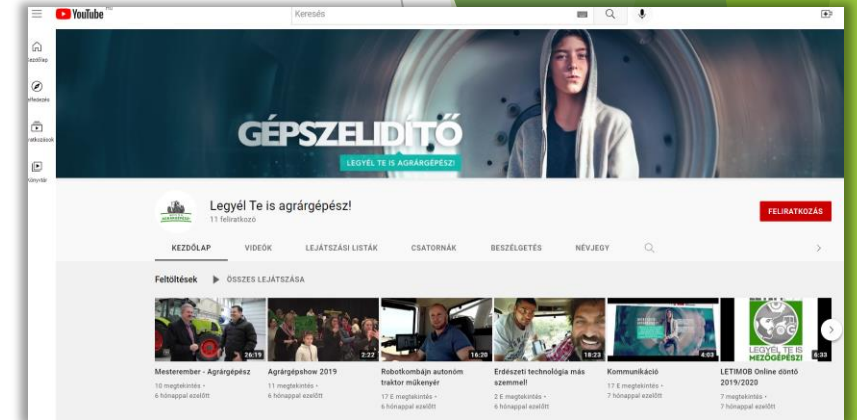 YouTube HU
Keresés
Kezdőlap
GÉPSZELIDÍTŐ
LEGYÉL TE IS AGRÁRGÉPÉSZ!
Legyél Te is agrárgépész!
11 feliratkozó
FELIRATKOZÁS
KEZDŐLAP VIDEÓK LEJÁTSZÁSI LISTÁK CSATORNÁK BESZÉLGETÉS NÉVJEGY
Feltöltések ÖSSZES LEJÁTSZÁSA
26:19 2:22 16:20 18:23 4:03 6:33
LEGYÉL TE IS
MEZŐGÉPÉSZ!
Mesterember - Agrárgépész
10 megtekintés •
6 hónappal ezelőtt
Agrárgépshow 2019
11 megtekintés •
6 hónappal ezelőtt
Robotkombájn autonóm
traktor műkenyér
17 E megtekintés •
6 hónappal ezelőtt
Erdészeti technológia más
szemmel!
2 E megtekintés •
6 hónappal ezelőtt
Kommunikáció
17 E megtekintés •
7 hónappal ezelőtt
LETIMOB Online döntő
2019/2020
7 megtekintés •
7 hónappal ezelőtt